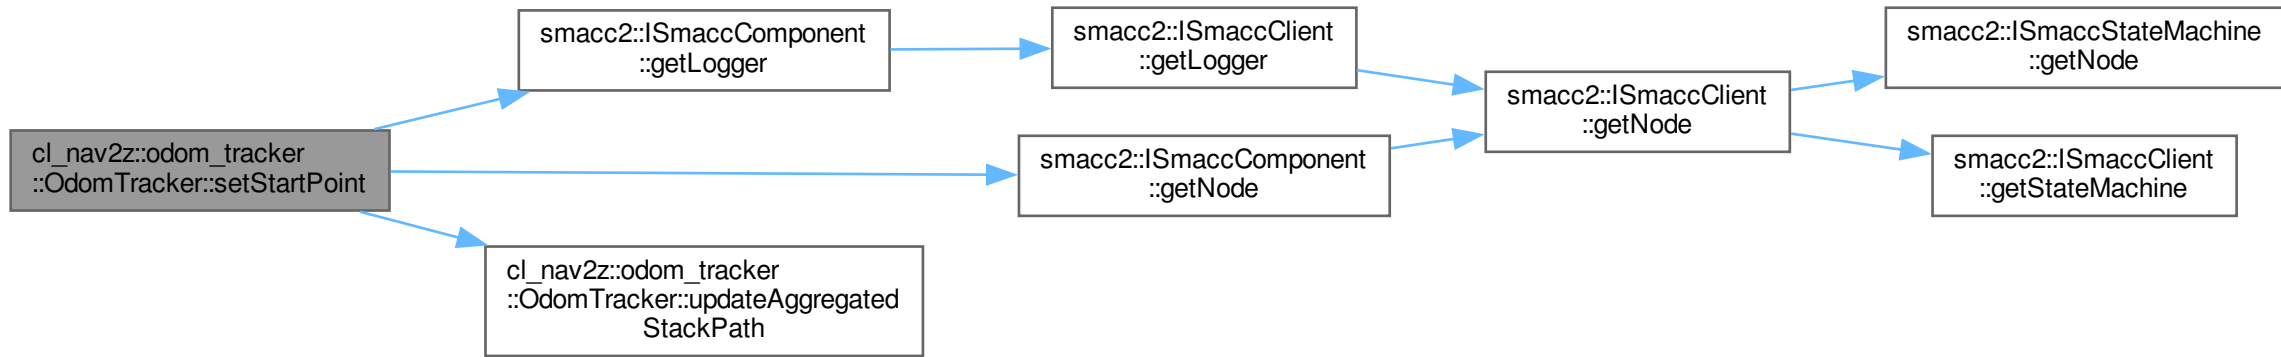 cl_nav2z::odom_tracker
::OdomTracker::setStartPoint
smacc2::ISmaccComponent
::getLogger
smacc2::ISmaccClient
::getLogger
smacc2::ISmaccClient
::getNode
smacc2::ISmaccStateMachine
::getNode
smacc2::ISmaccClient
::getStateMachine
smacc2::ISmaccComponent
::getNode
cl_nav2z::odom_tracker
::OdomTracker::updateAggregated
StackPath